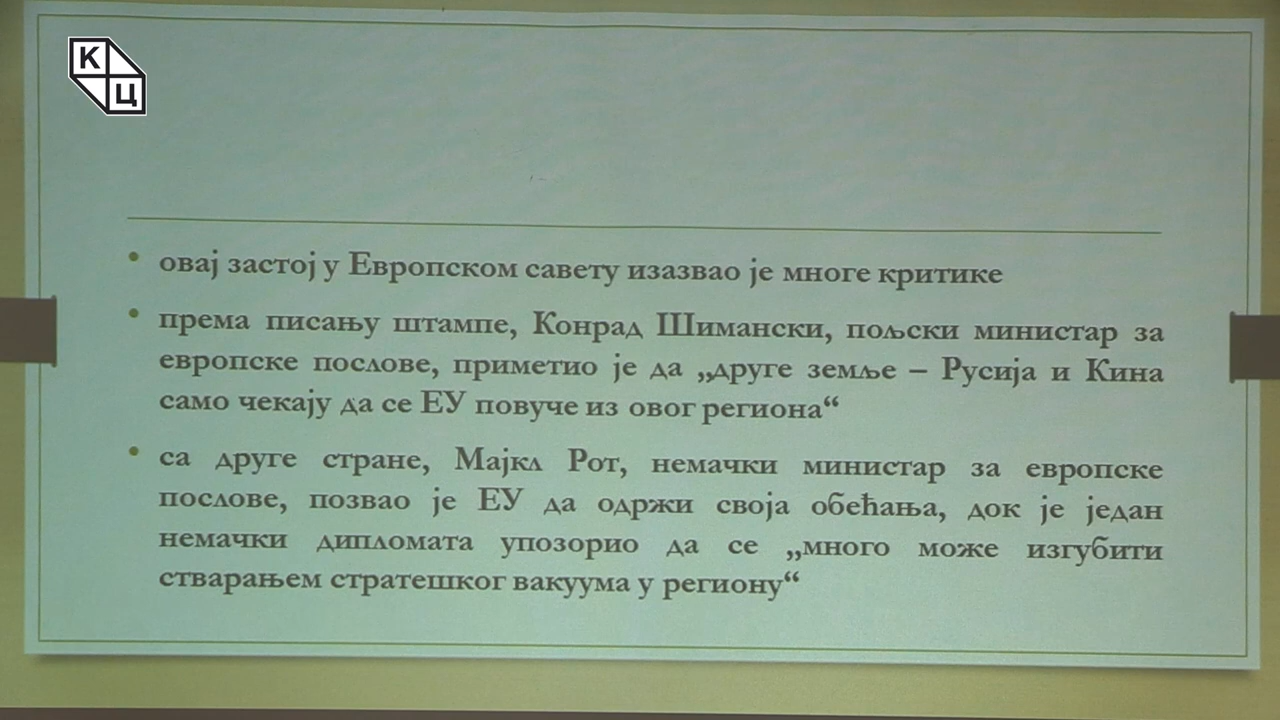 К
Ц
• овај застој у Европском савету изазвао је многе критике
• према писању штампе, Конрад Шимански, пољски министар за
европске послове, приметио је да „друге земље – Русија и Кина
само чекају да се ЕУ повуче из овог региона“
• са друге стране, Мајкл Рот, немачки министар за европске
послове, позвао је ЕУ да одржи своја обећања, док је један
немачки дипломата упозорио да се „много може изгубити
стварањем стратешког вакуума у региону“